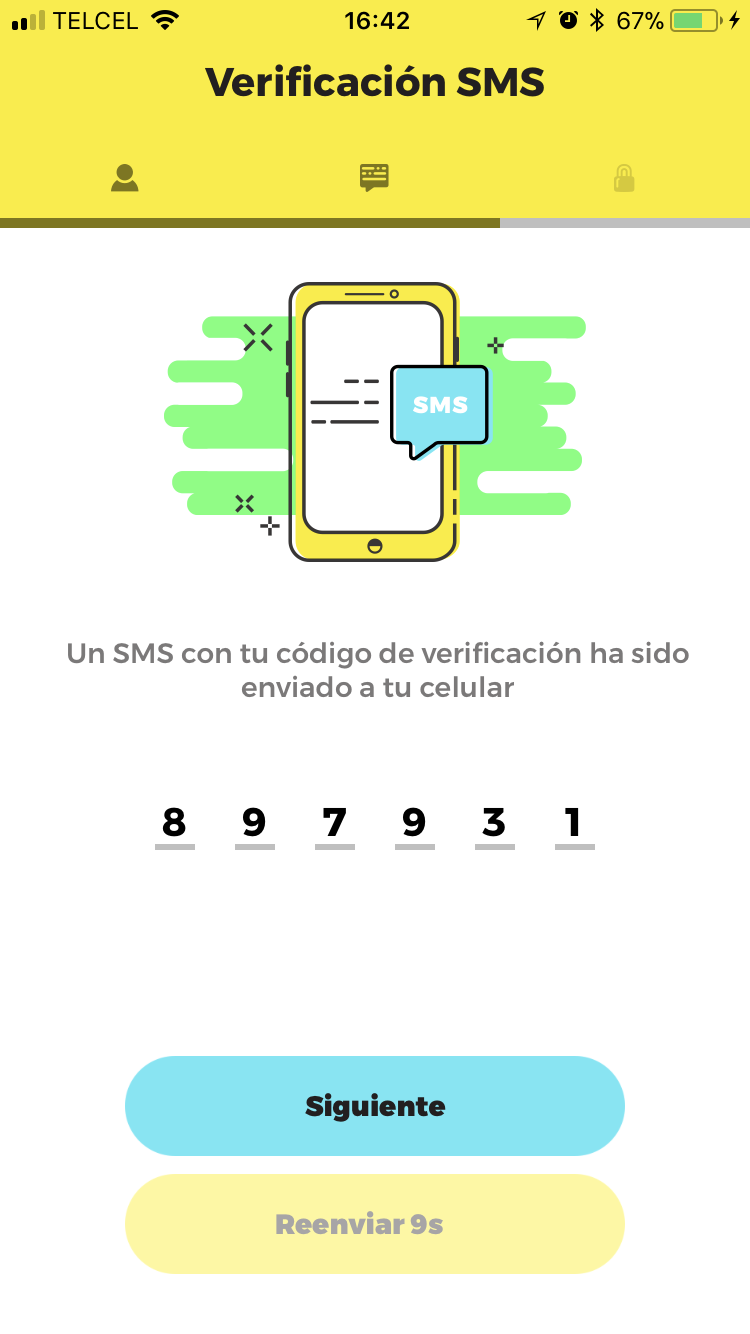 TELCEL 16:42 67%
Verificación SMS
SMS
Un SMS con tu código de verificación ha sido
enviado a tu celular
8 9 7 9 3 1
Siguiente
Reenviar 9s